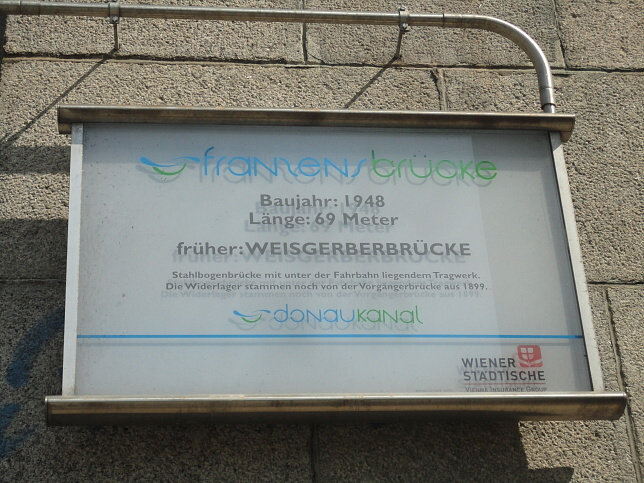 franzensbrücke
Baujahr: 1948
Länge: 69 Meter
früher: WEISGERBERBRÜCKE
Stahlbogenbrücke mit unter der Fahrbahn liegendem Tragwerk.
Die Widerlager stammen noch von der Vorgängerbrücke aus 1899.
donaukanal
WIENER
STÄDTISCHE
VIENNA INSURANCE GROUP